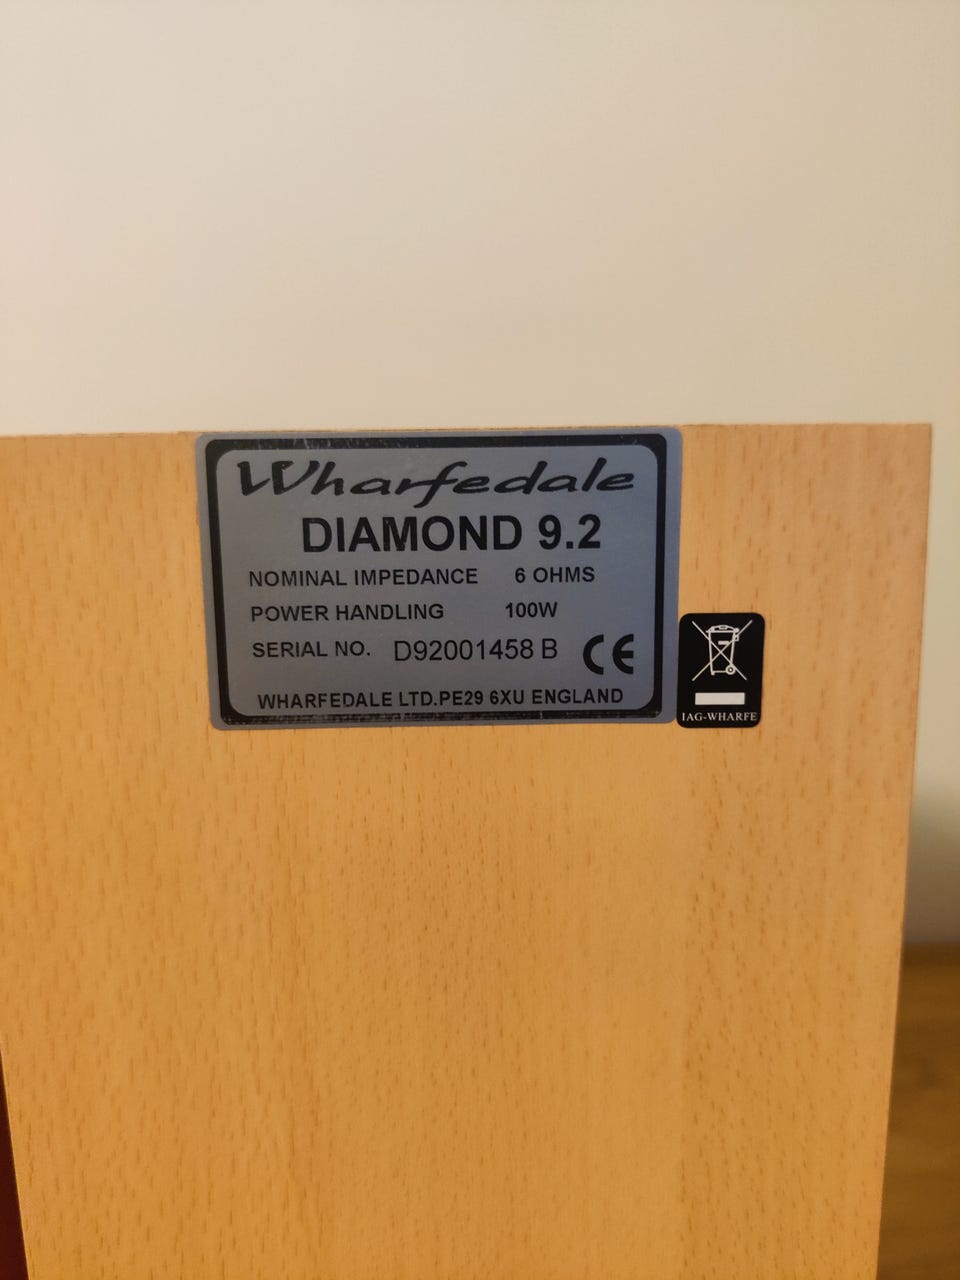 Wharfedale
DIAMOND 9.2
NOMINAL IMPEDANCE 6 OHMS
POWER HANDLING 100W
SERIAL NO. D92001458 B CE
WHARFEDALE LTD.PE29 6XU ENGLAND
IAG-WHARFE